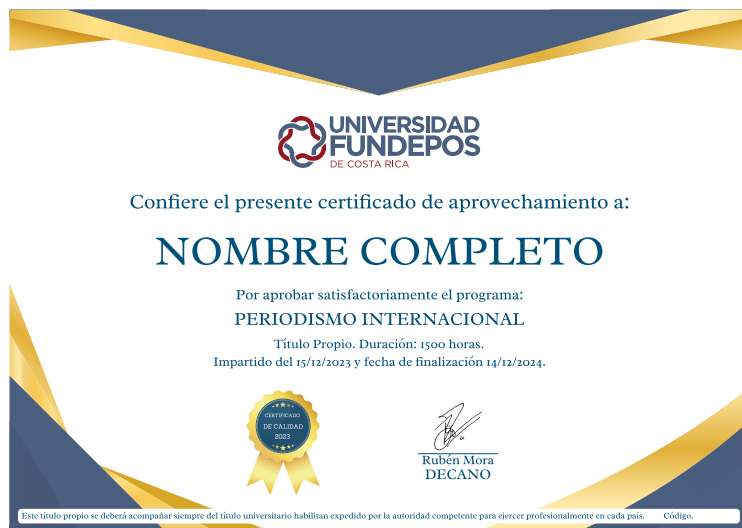 UNIVERSIDAD
FUNDEPOS
DE COSTA RICA
Confiere el presente certificado de aprovechamiento a:
NOMBRE COMPLETO
Por aprobar satisfactoriamente el programa:
PERIODISMO INTERNACIONAL
Título Propio. Duración: 1500 horas.
Impartido del 15/12/2023 y fecha de finalización 14/12/2024.
CERTIFICADO
DE CALIDAD
2023
Rubén Mora
DECANO
Este título propio se deberá acompañar siempre del título universitario habilitan expedido por la autoridad competente para ejercer profesionalmente en cada país. Código.